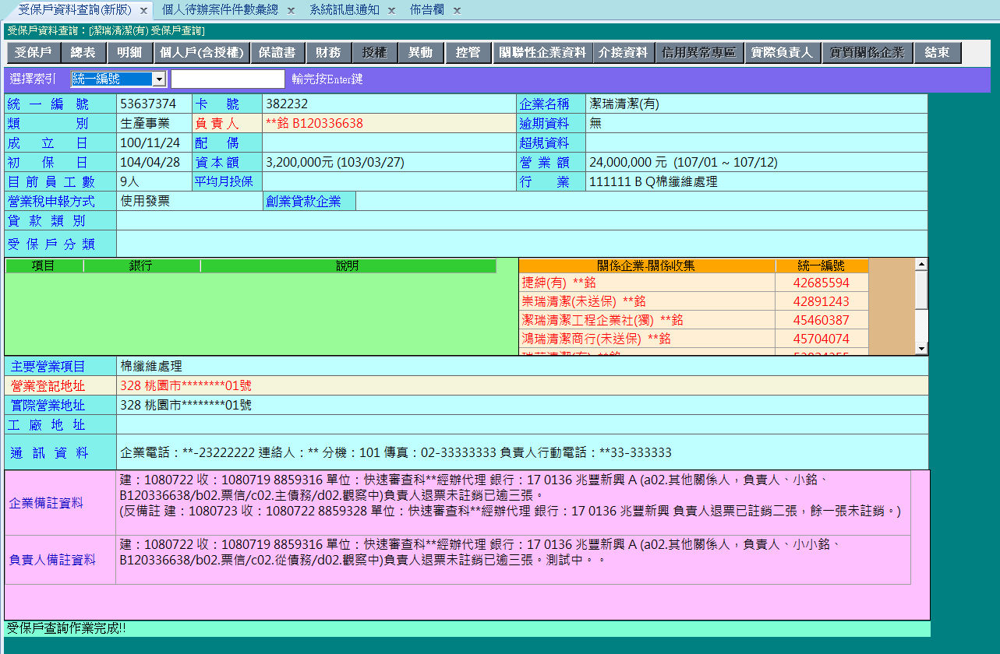 受保戶資料查詢(新版) x 個人待辦案件件數彙總 x 系統訊息通知 x 佈告欄 x
受保戶資料查詢：[潔瑞清潔(有) 受保戶查詢]
受保戶 總表 明細 個人戶(含授權) 保證書 財務 授權 異動 控管 關聯性企業資料 介接資料 信用異常專區 實際負責人 實質關係企業 結束
選擇索引 統一編號 輸完按Enter鍵
統一編號 53637374 卡號 382232 企業名稱 潔瑞清潔(有)
類別 生產事業 負責人 **銘 B120336638 逾期資料 無
成立日 100/11/24 配偶 超規資料
初保日 104/04/28 資本額 3,200,000元 (103/03/27) 營業額 24,000,000 元 (107/01 ~ 107/12)
目前員工數 9人 平均月投保 行業 111111 B Q棉纖維處理
營業稅申報方式 使用發票 創業貸款企業
貸款類別
受保戶分類
項目 銀行 說明 關係企業-關係收集 統一編號
捷紳(有) **銘 42685594
崇瑞清潔(未送保) **銘 42891243
潔瑞清潔工程企業社(獨) **銘 45460387
鴻瑞清潔商行(未送保) **銘 45704074
主要營業項目 棉纖維處理
營業登記地址 328 桃園市********01號
實際營業地址 328 桃園市********01號
工廠地址
通訊資料 企業電話：**-23222222 連絡人：** 分機：101 傳真：02-33333333 負責人行動電話：**33-333333
企業備註資料 建：1080722 收：1080719 8859316 單位：快速審查科**經辦代理 銀行：17 0136 兆豐新興 A (a02.其他關係人，負責人、小銘、
B120336638/b02.票信/c02.主債務/d02.觀察中)負責人退票未註銷已逾三張。
(反備註 建：1080723 收：1080722 8859328 單位：快速審查科**經辦代理 銀行：17 0136 兆豐新興 負責人退票已註銷二張，餘一張未註銷。)
負責人備註資料 建：1080722 收：1080719 8859316 單位：快速審查科**經辦代理 銀行：17 0136 兆豐新興 A (a02.其他關係人，負責人、小小銘、
B120336638/b02.票信/c02.從債務/d02.觀察中)負責人退票未註銷已逾三張。測試中。。
受保戶查詢作業完成!!